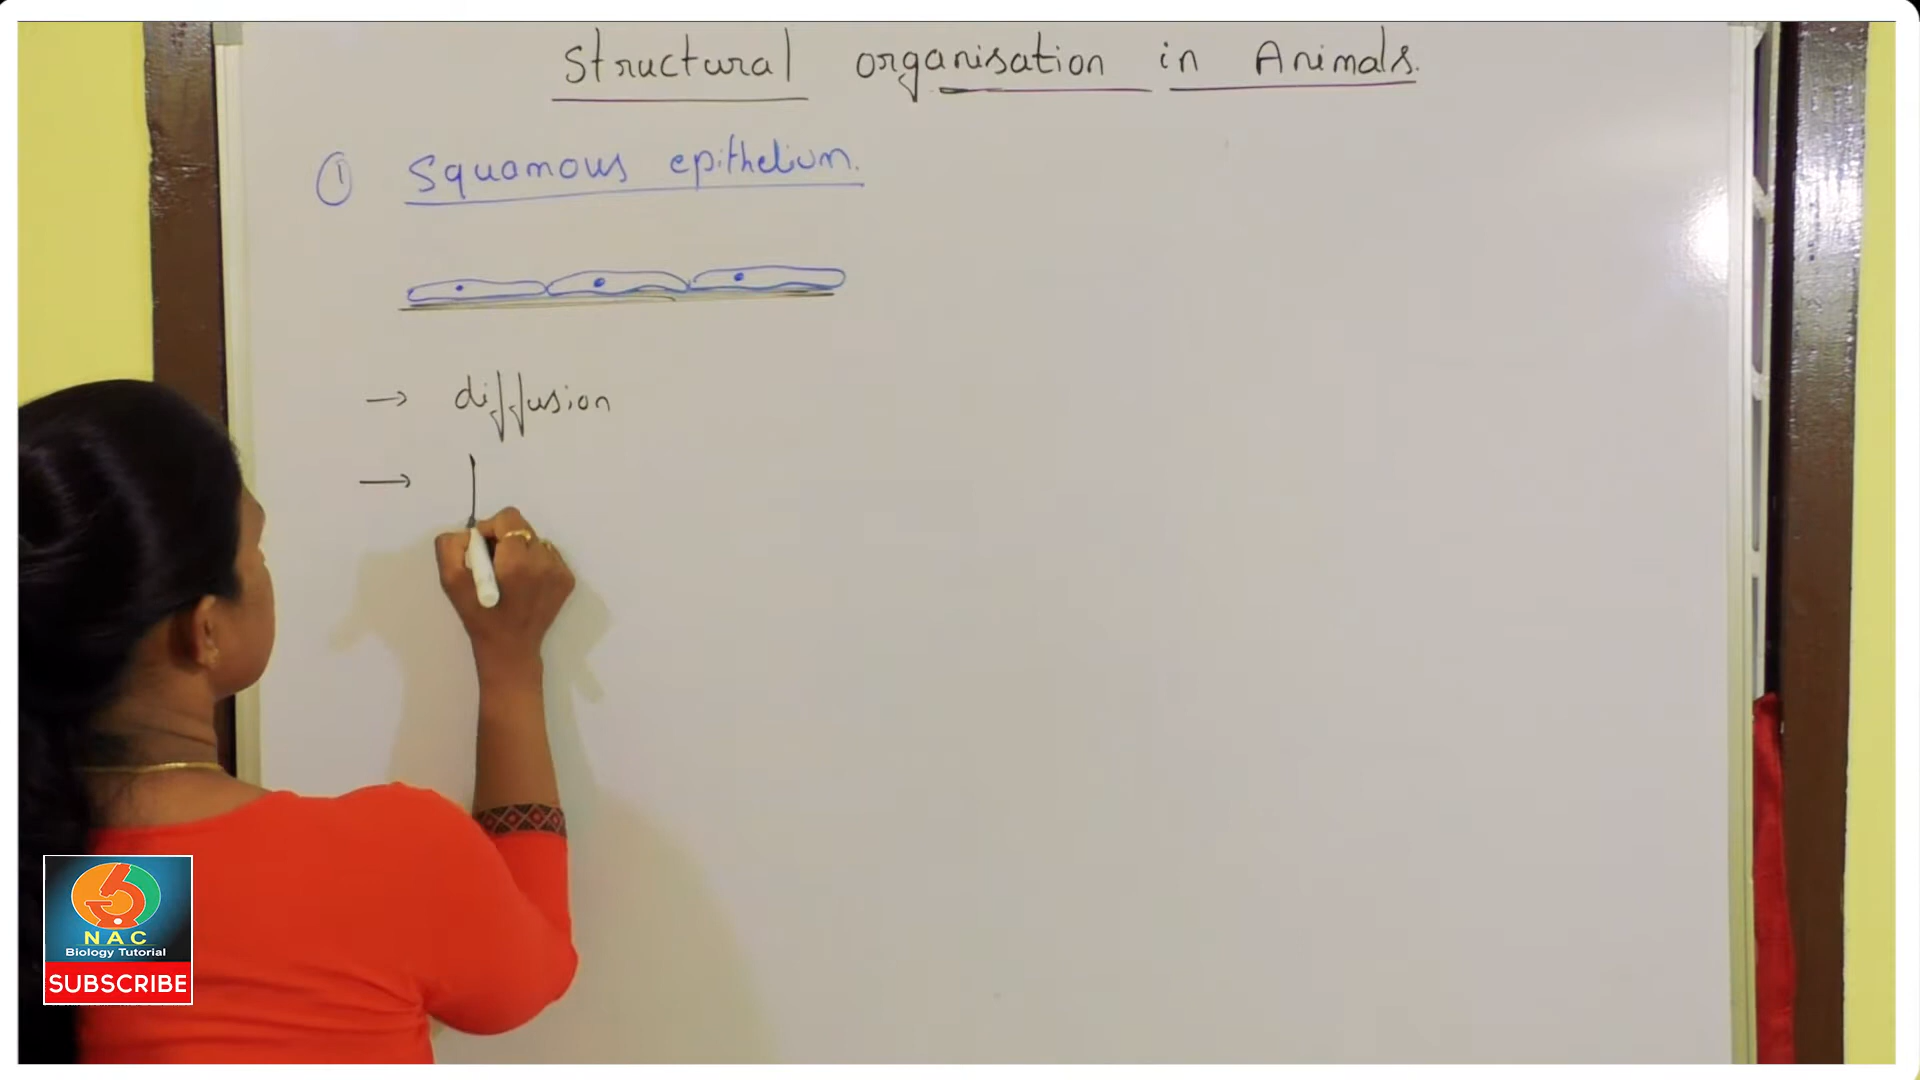 Structural organisation in Animals.
① Squamous epithelium.
→ diffusion
→
NAC
Biology Tutorial
SUBSCRIBE